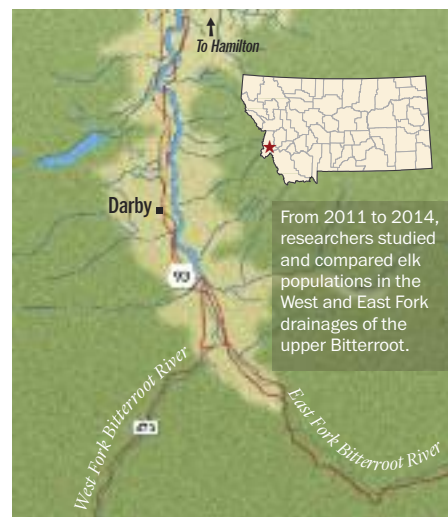 To Hamilton
Darby
93
From 2011 to 2014,
researchers studied
and compared elk
populations in the
West and East Fork
drainages of the
upper Bitterroot.
West Fork Bitterroot River
East Fork Bitterroot River